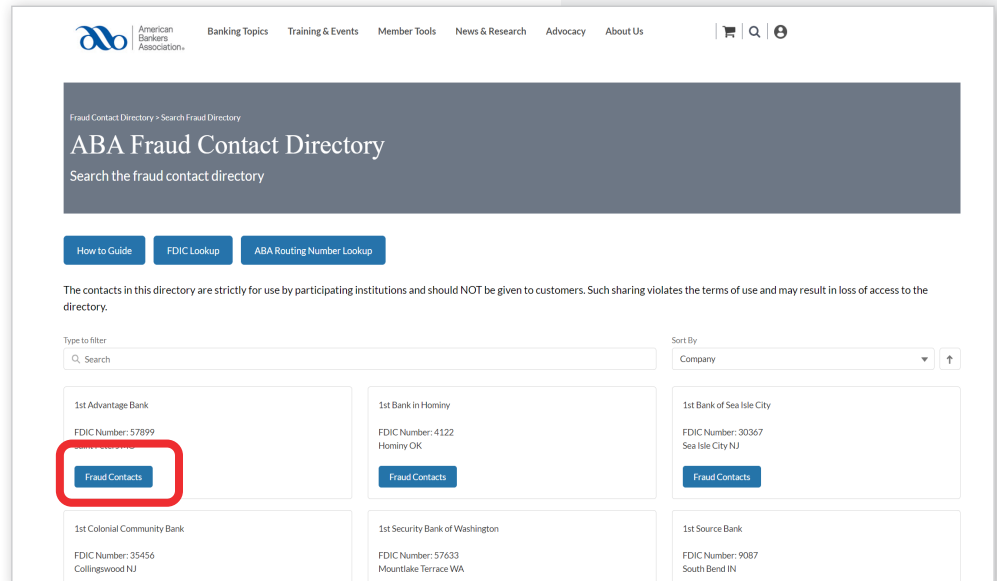 American
Bankers
Association®
Banking Topics Training & Events Member Tools News & Research Advocacy About Us
Fraud Contact Directory > Search Fraud Directory
ABA Fraud Contact Directory
Search the fraud contact directory
How to Guide FDIC Lookup ABA Routing Number Lookup
The contacts in this directory are strictly for use by participating institutions and should NOT be given to customers. Such sharing violates the terms of use and may result in loss of access to the
directory.
Type to filter Sort By
Search Company
1st Advantage Bank
FDIC Number: 57899
Fraud Contacts
1st Bank in Hominy
FDIC Number: 4122
Hominy OK
Fraud Contacts
1st Bank of Sea Isle City
FDIC Number: 30367
Sea Isle City NJ
Fraud Contacts
1st Colonial Community Bank
FDIC Number: 35456
Collingswood NJ
1st Security Bank of Washington
FDIC Number: 57633
Mountlake Terrace WA
1st Source Bank
FDIC Number: 9087
South Bend IN